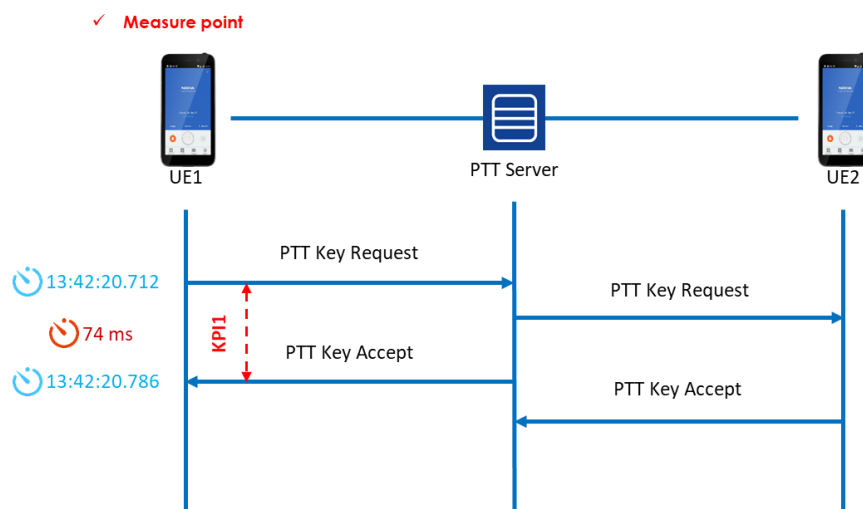 ✓ Measure point
UE1
PTT Server
UE2
PTT Key Request
13:42:20.712
PTT Key Request
KPI1
74 ms
PTT Key Accept
13:42:20.786
PTT Key Accept